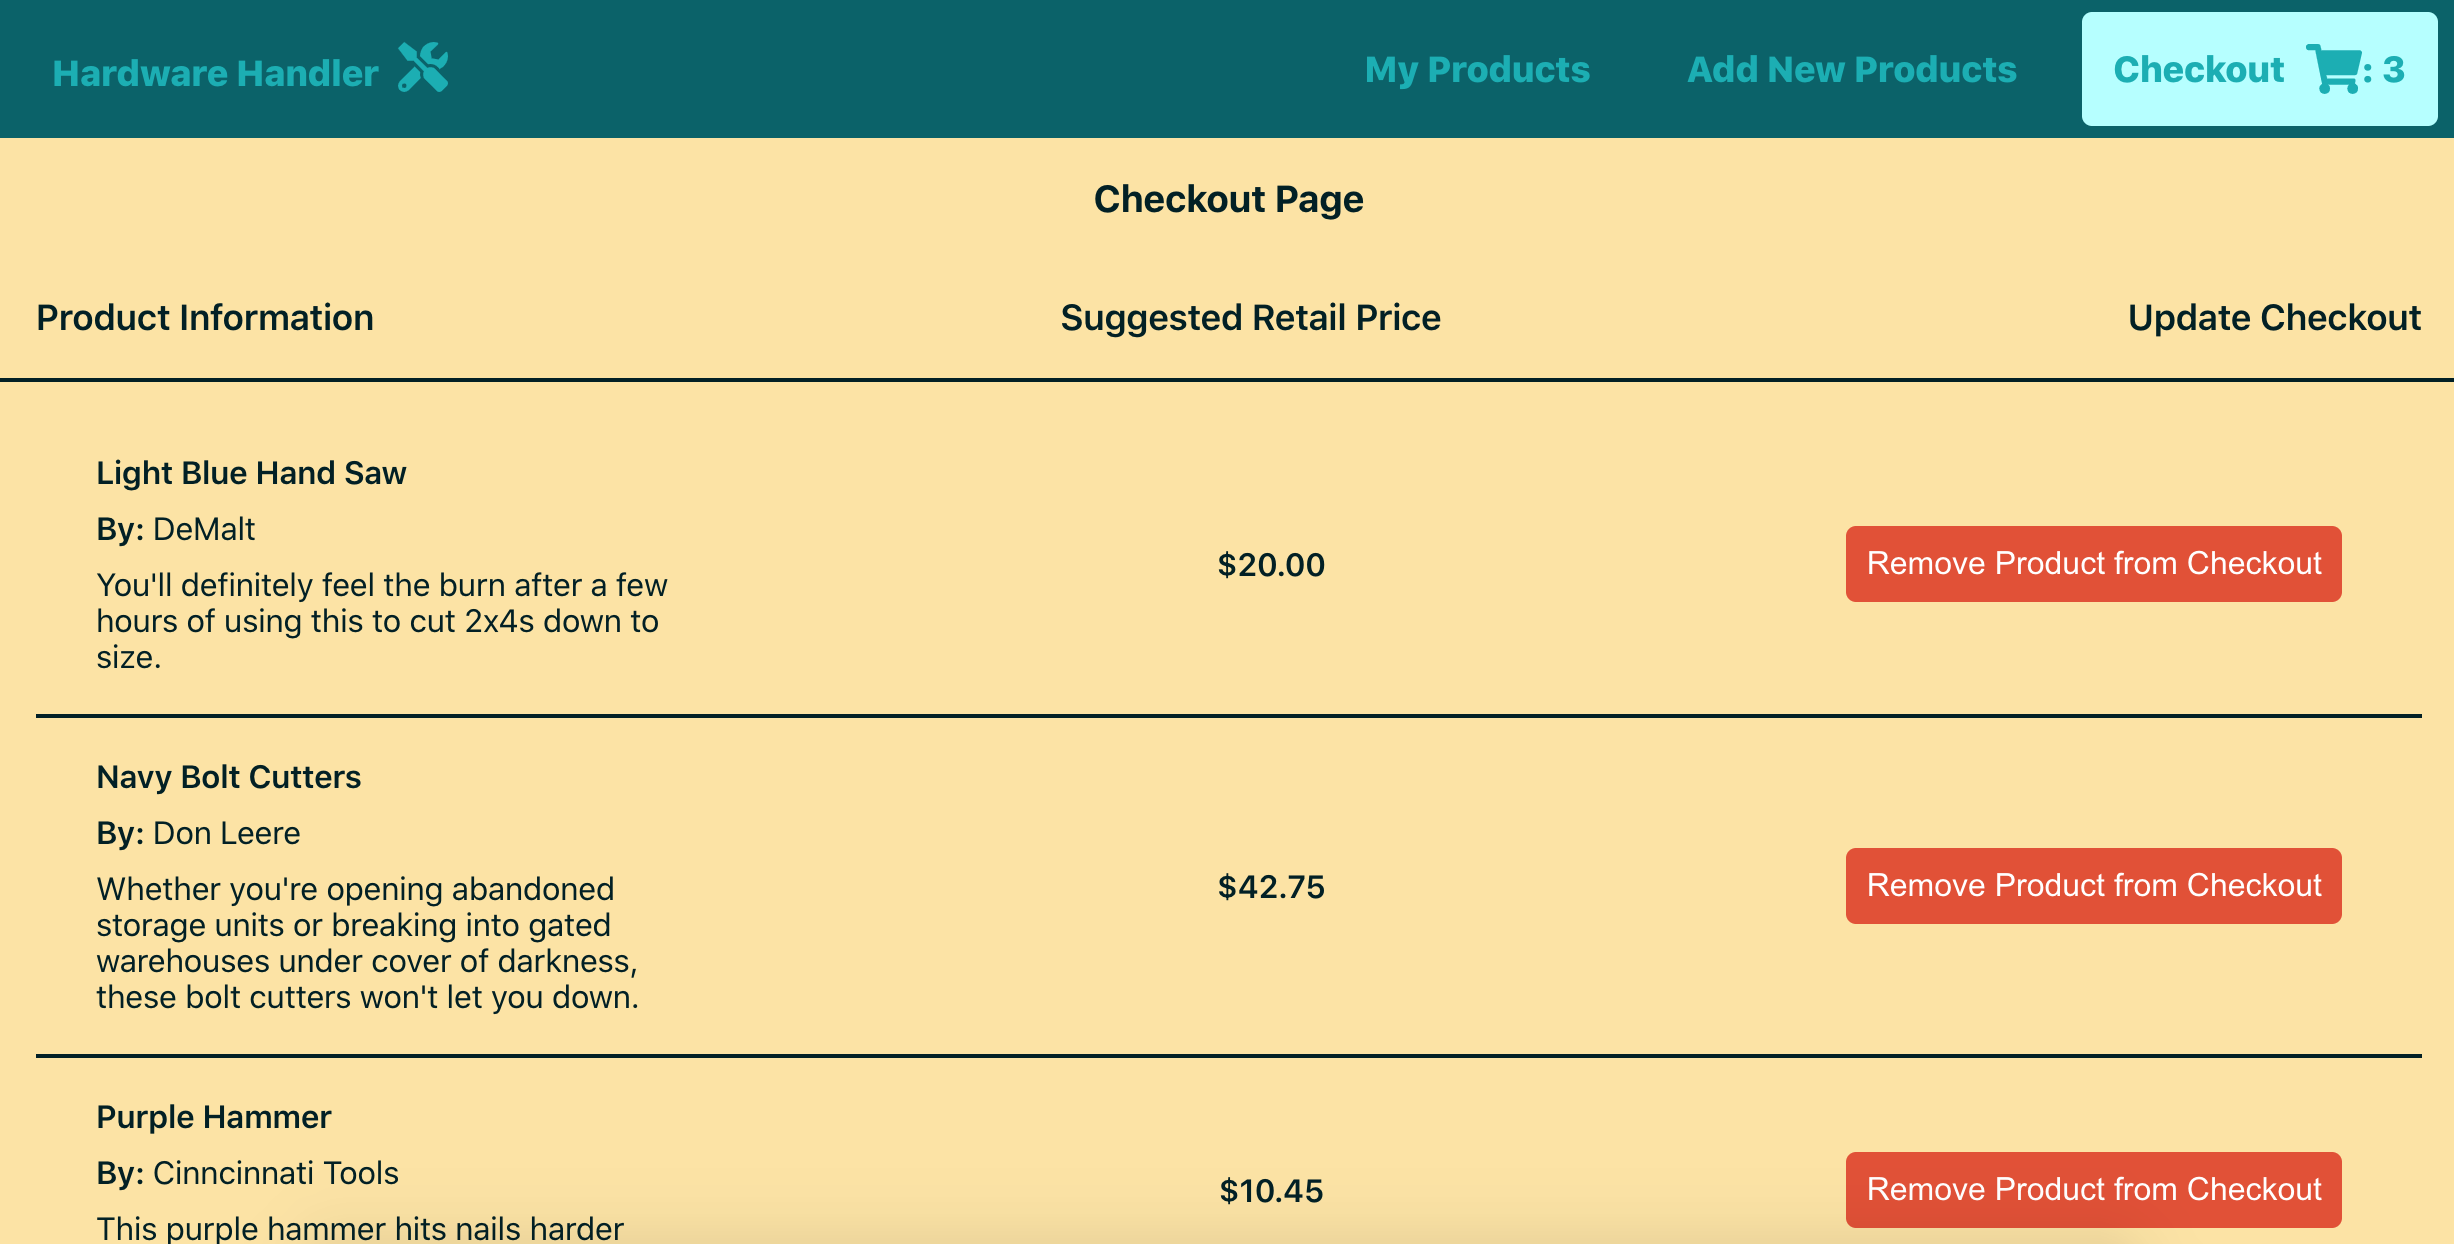 Hardware Handler
My Products
Add New Products
Checkout : 3
Checkout Page
Product Information
Suggested Retail Price
Update Checkout
Light Blue Hand Saw
By: DeMalt
You'll definitely feel the burn after a few
hours of using this to cut 2x4s down to
size.
$20.00
Remove Product from Checkout
Navy Bolt Cutters
By: Don Leere
Whether you're opening abandoned
storage units or breaking into gated
warehouses under cover of darkness,
these bolt cutters won't let you down.
$42.75
Remove Product from Checkout
Purple Hammer
By: Cinncinnati Tools
This purple hammer hits nails harder
$10.45
Remove Product from Checkout